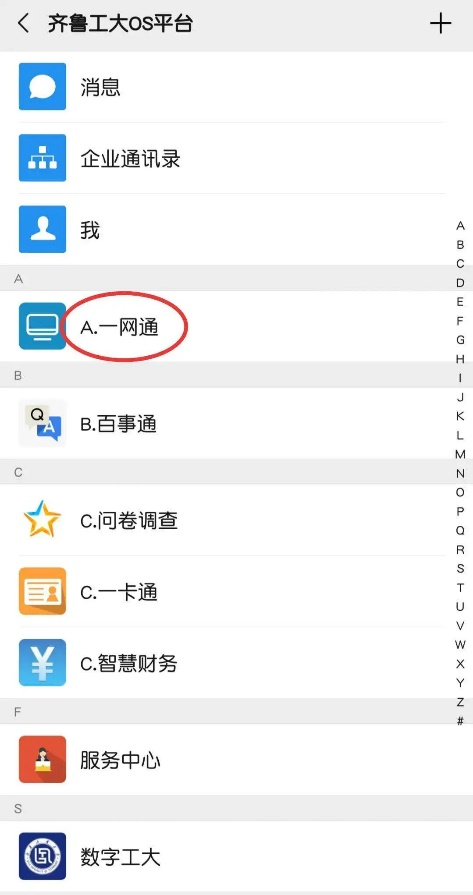 齐鲁工大OS平台
消息
企业通讯录
我
A
A.一网通
B
Q
A
B.百事通
C
C.问卷调查
C.一卡通
¥
C.智慧财务
F
服务中心
S
数字工大
A
B
C
D
E
F
G
H
I
J
K
L
M
N
O
P
Q
R
S
T
U
V
W
X
Y
Z
#